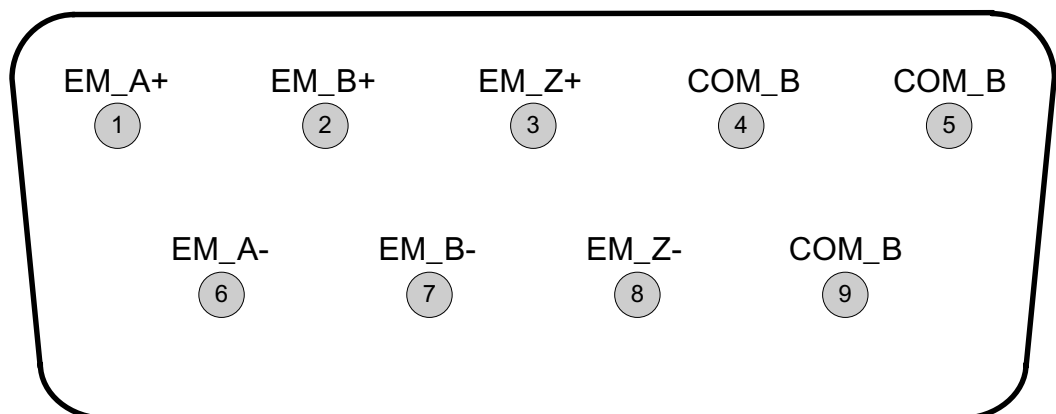 EM_A+ EM_B+ EM_Z+ COM_B COM_B
1 2 3 4 5
EM_A- EM_B- EM_Z- COM_B
6 7 8 9